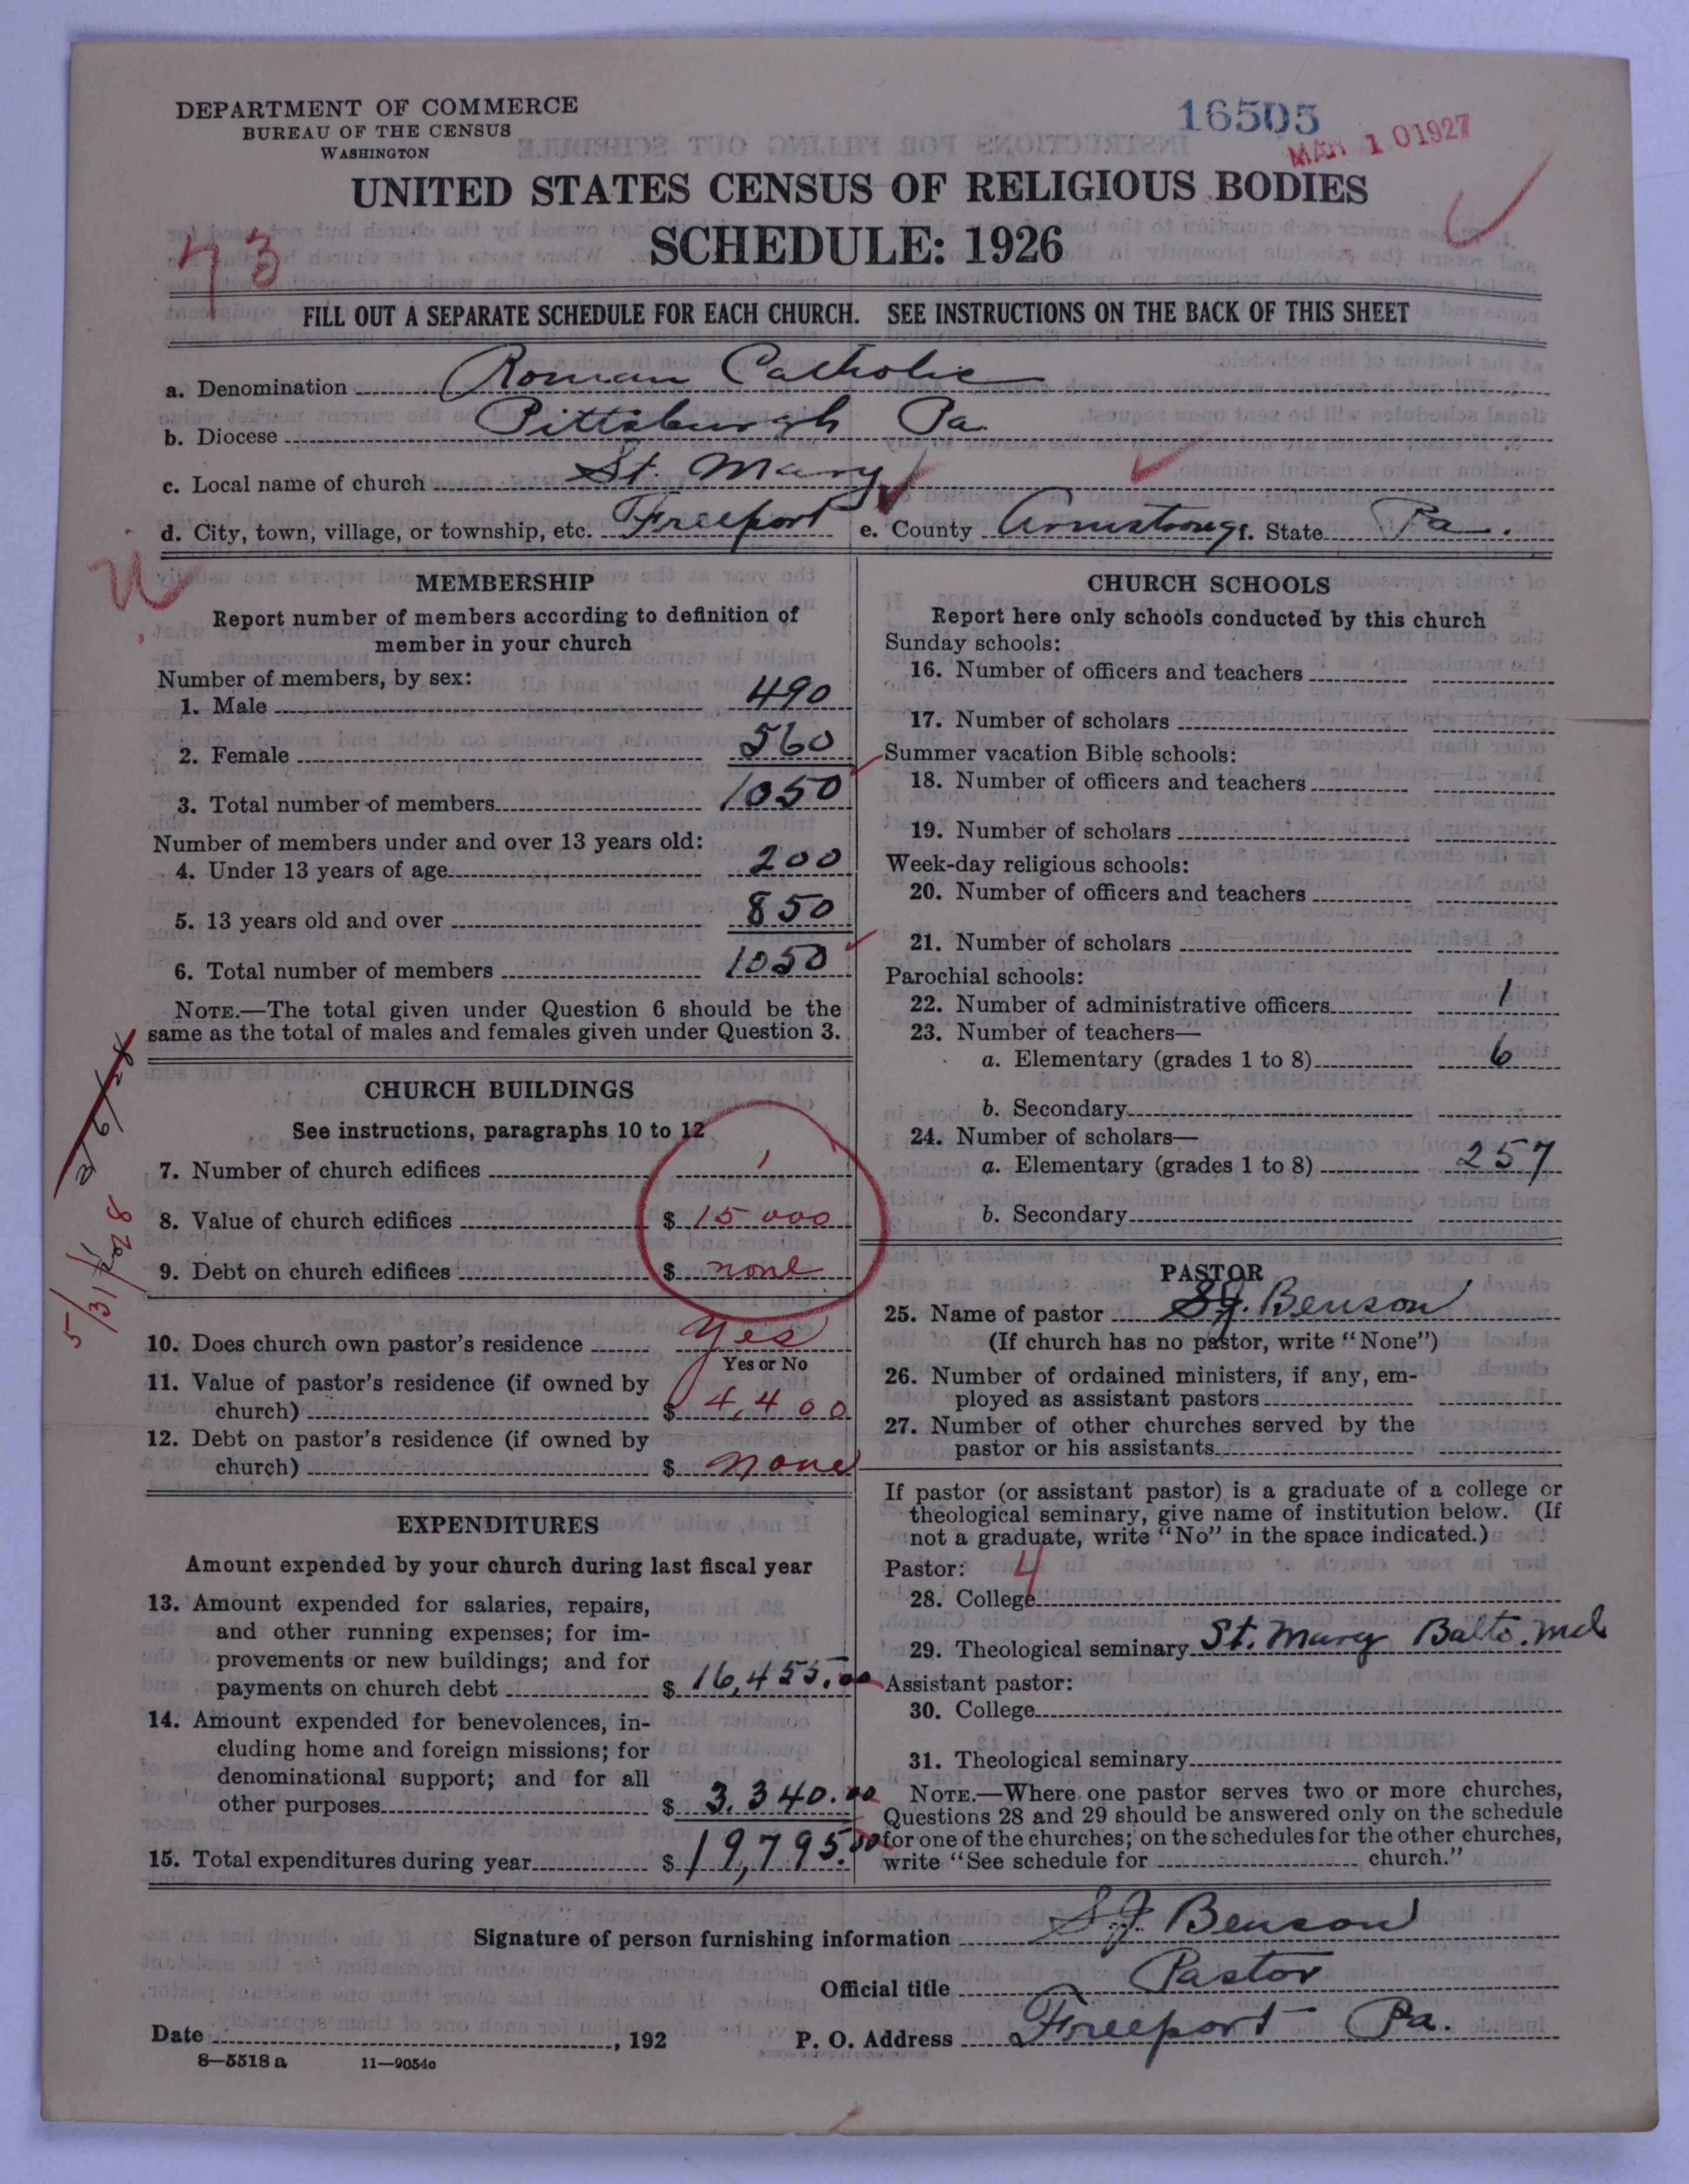 DEPARTMENT OF COMMERCE
BUREAU OF THE CENSUS
WASHINGTON
16505
MAR 10 1927
UNITED STATES CENSUS OF RELIGIOUS BODIES
SCHEDULE: 1926
73
FILL OUT A SEPARATE SCHEDULE FOR EACH CHURCH. SEE INSTRUCTIONS ON THE BACK OF THIS SHEET
a. Denomination Roman Catholic
b. Diocese Pittsburgh Pa.
c. Local name of church St. Mary
d. City, town, village, or township, etc. Freeport e. County Armstrong f. State Pa.
MEMBERSHIP
Report number of members according to definition of
member in your church
Number of members, by sex:
1. Male 490
2. Female 560
3. Total number of members 1050
Number of members under and over 13 years old:
4. Under 13 years of age 200
5. 13 years old and over 850
6. Total number of members 1050
NOTE.—The total given under Question 6 should be the
same as the total of males and females given under Question 3.
CHURCH BUILDINGS
See instructions, paragraphs 10 to 12
7. Number of church edifices 1
8. Value of church edifices $ 15 000
9. Debt on church edifices $ none
10. Does church own pastor's residence Yes
Yes or No
11. Value of pastor's residence (if owned by
church) $ 4,400
12. Debt on pastor's residence (if owned by
church) $ None
5/31/28
EXPENDITURES
Amount expended by your church during last fiscal year
13. Amount expended for salaries, repairs,
and other running expenses; for im-
provements or new buildings; and for
payments on church debt $ 16,455.00
14. Amount expended for benevolences, in-
cluding home and foreign missions; for
denominational support; and for all
other purposes $ 3,340.00
15. Total expenditures during year $ 19,795.00
CHURCH SCHOOLS
Report here only schools conducted by this church
Sunday schools:
16. Number of officers and teachers
17. Number of scholars
Summer vacation Bible schools:
18. Number of officers and teachers
19. Number of scholars
Week-day religious schools:
20. Number of officers and teachers
21. Number of scholars
Parochial schools:
22. Number of administrative officers 1
23. Number of teachers—
a. Elementary (grades 1 to 8) 6
b. Secondary
24. Number of scholars—
a. Elementary (grades 1 to 8) 257
b. Secondary
PASTOR
25. Name of pastor S.J. Benson
(If church has no pastor, write "None")
26. Number of ordained ministers, if any, em-
ployed as assistant pastors
27. Number of other churches served by the
pastor or his assistants
If pastor (or assistant pastor) is a graduate of a college or
theological seminary, give name of institution below. (If
not a graduate, write "No" in the space indicated.)
Pastor: 4
28. College
29. Theological seminary St. Mary Balto. Md
Assistant pastor:
30. College
31. Theological seminary
NOTE.—Where one pastor serves two or more churches,
Questions 28 and 29 should be answered only on the schedule
for one of the churches; on the schedules for the other churches,
write "See schedule for church."
Signature of person furnishing information S.J. Benson
Official title Pastor
Date , 192 P. O. Address Freeport Pa.
8—5518 a 11—9054c